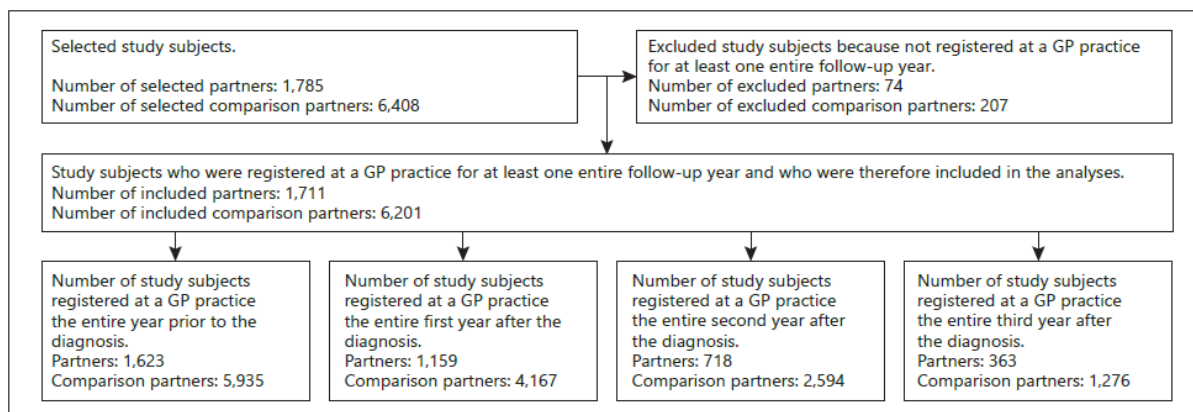 Selected study subjects.
Number of selected partners: 1,785
Number of selected comparison partners: 6,408
Excluded study subjects because not registered at a GP practice
for at least one entire follow-up year.
Number of excluded partners: 74
Number of excluded comparison partners: 207
Study subjects who were registered at a GP practice for at least one entire follow-up year and who were therefore included in the analyses.
Number of included partners: 1,711
Number of included comparison partners: 6,201
Number of study subjects
registered at a GP practice
the entire year prior to the
diagnosis.
Partners: 1,623
Comparison partners: 5,935
Number of study subjects
registered at a GP practice
the entire first year after the
diagnosis.
Partners: 1,159
Comparison partners: 4,167
Number of study subjects
registered at a GP practice
the entire second year after
the diagnosis.
Partners: 718
Comparison partners: 2,594
Number of study subjects
registered at a GP practice
the entire third year after
the diagnosis.
Partners: 363
Comparison partners: 1,276